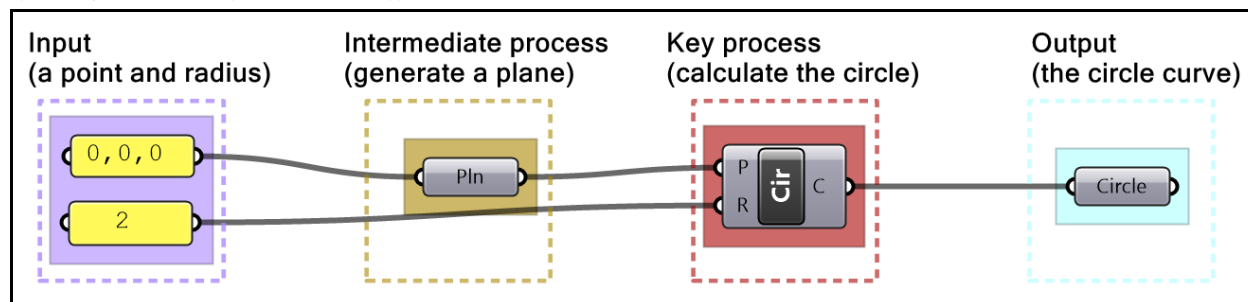 Input
(a point and radius)
Intermediate process
(generate a plane)
Key process
(calculate the circle)
Output
(the circle curve)
0,0,0
2
Pln
P
R
Cir
C
Circle